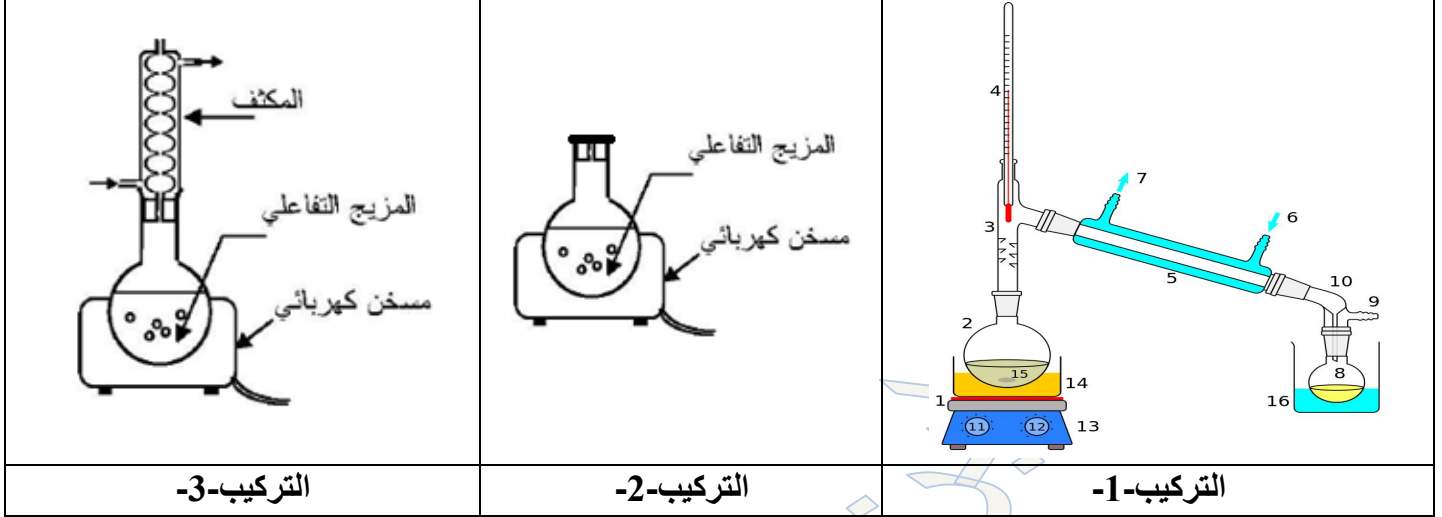 4
7
6
3
5
10
9
2
15
8
14
16
1
11
12
13
التركيب-1-
المزيج التفاعلي
مسخن كهربائي
التركيب-2-
المكثف
المزيج التفاعلي
مسخن كهربائي
التركيب-3-